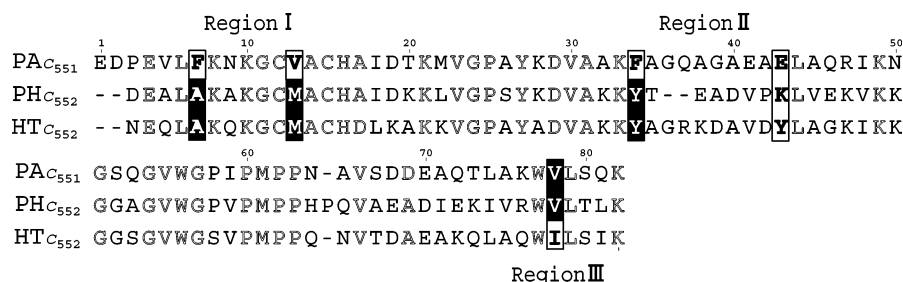 Region Ⅰ Region Ⅱ
1 10 20 30 40 50
PAc551 EDPEVLFKNKGCVACHAIDTKMVGPAYKDVAAKFAGQAGAEAELAQRIKN
PHc552 --DEALAKAKGCMACHAIDKKLVGPSYKDVAKKYT--EADVPKLVEKVKK
HTc552 --NEQLAKQKGCMACHDLKAKKVGPAYADVAKKYAGRKDAVDYLAGKIKK
60 70 80
PAc551 GSQGVWGPIPMPPN-AVSDDEAQTLAKWVLSQK
PHc552 GGAGVWGPVPMPPHPQVAEADIEKIVRWVLTLK
HTc552 GGSGVWGSVPMPPQ-NVTDAEAKQLAQWILSIK
Region Ⅲ